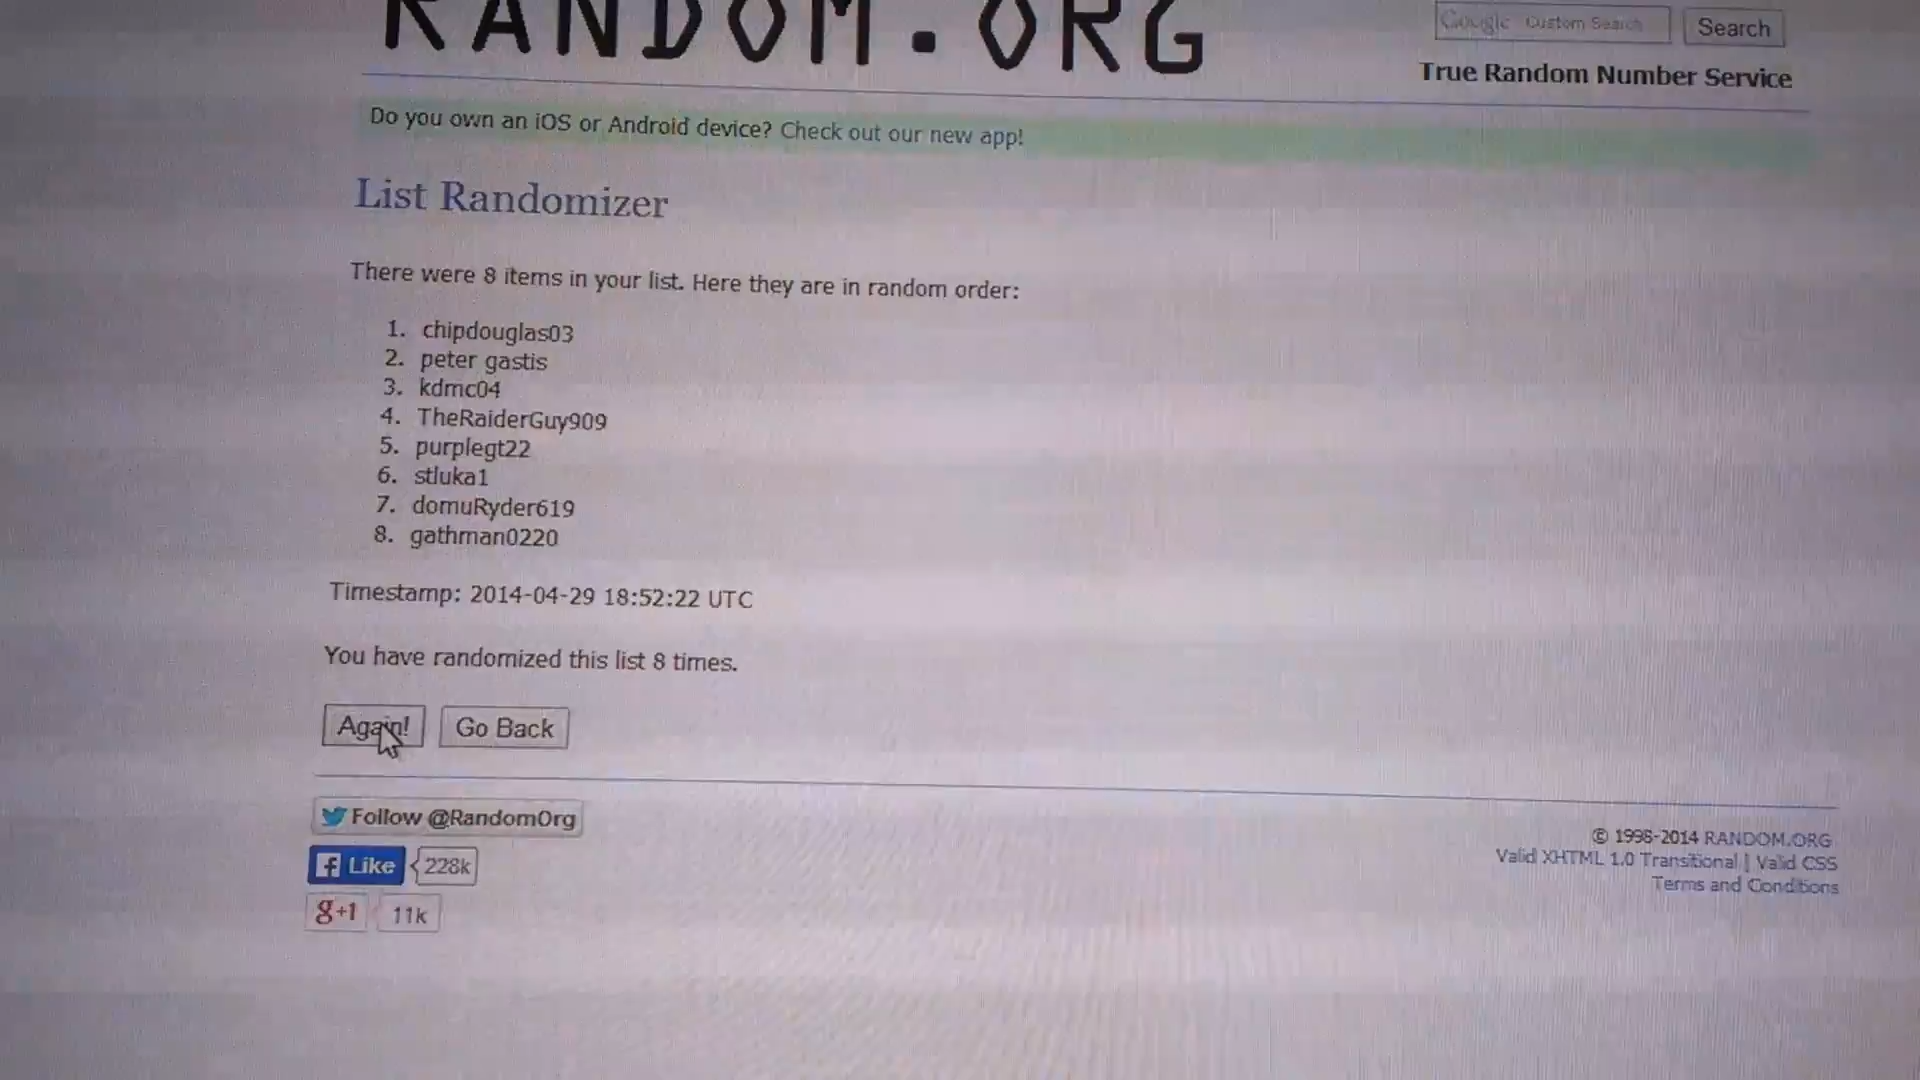 RANDOM.ORG
Google Custom Search Search
True Random Number Service
Do you own an iOS or Android device? Check out our new app!
List Randomizer
There were 8 items in your list. Here they are in random order:
1. chipdouglas03
2. peter gastis
3. kdmc04
4. TheRaiderGuy909
5. purplegt22
6. stluka1
7. domuRyder619
8. gathman0220
Timestamp: 2014-04-29 18:52:22 UTC
You have randomized this list 8 times.
Again! Go Back
Follow @RandomOrg
f Like 228k
g+1 11k
© 1998-2014 RANDOM.ORG
Valid XHTML 1.0 Transitional | Valid CSS
Terms and Conditions